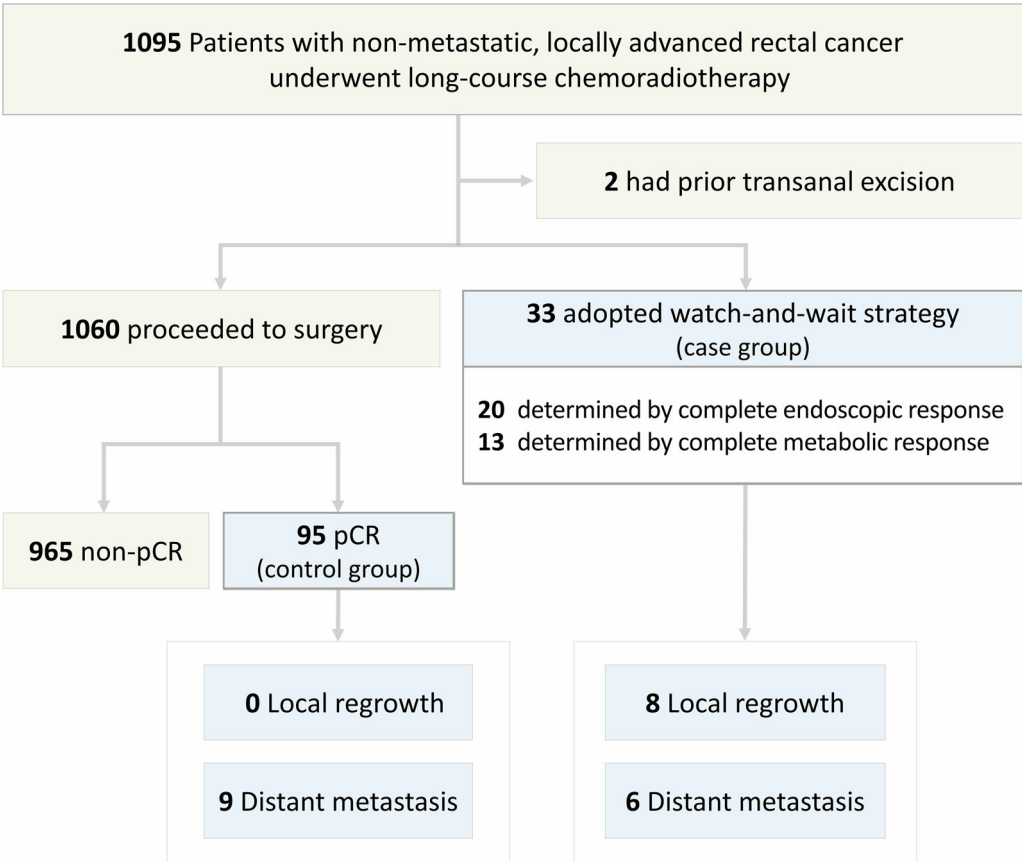 1095 Patients with non-metastatic, locally advanced rectal cancer
underwent long-course chemoradiotherapy
2 had prior transanal excision
1060 proceeded to surgery
33 adopted watch-and-wait strategy
(case group)
20 determined by complete endoscopic response
13 determined by complete metabolic response
965 non-pCR
95 pCR
(control group)
0 Local regrowth
9 Distant metastasis
8 Local regrowth
6 Distant metastasis